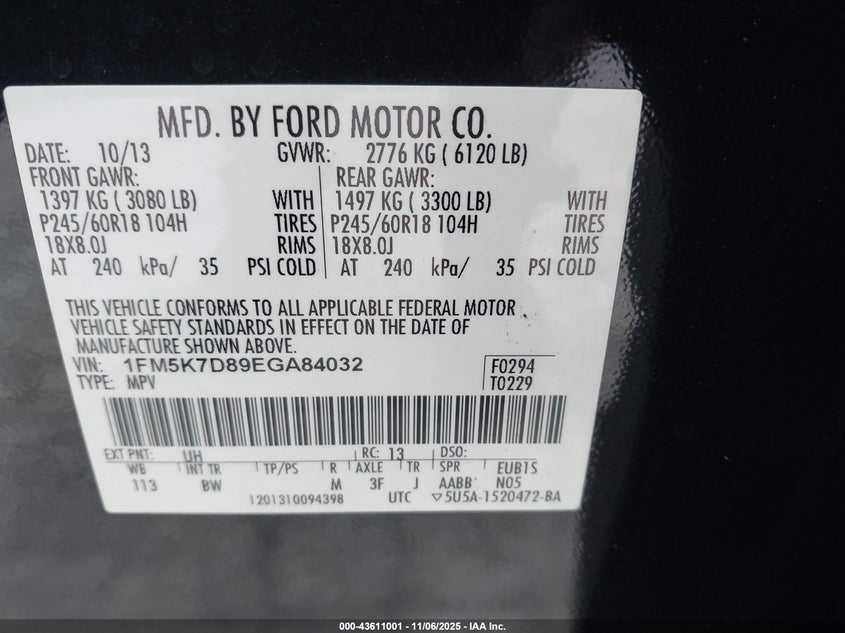 MFD. BY FORD MOTOR CO.
DATE: 10/13 GVWR: 2776 KG ( 6120 LB)
FRONT GAWR: REAR GAWR:
1397 KG ( 3080 LB) WITH 1497 KG ( 3300 LB) WITH
P245/60R18 104H TIRES P245/60R18 104H TIRES
18X8.0J RIMS 18X8.0J RIMS
AT 240 kPa/ 35 PSI COLD AT 240 kPa/ 35 PSI COLD
THIS VEHICLE CONFORMS TO ALL APPLICABLE FEDERAL MOTOR
VEHICLE SAFETY STANDARDS IN EFFECT ON THE DATE OF
MANUFACTURE SHOWN ABOVE.
VIN: 1FM5K7D89EGA84032 F0294
TYPE: MPV T0229
EXT PNT: UH RC: 13 DSO:
WB INT TR TP/PS R AXLE TR SPR EUB1S
113 BW M 3F J AABB N05
1201310094398 UTC ▽5U5A-1520472-BA
000-43611001 - 11/06/2025 - IAA Inc.